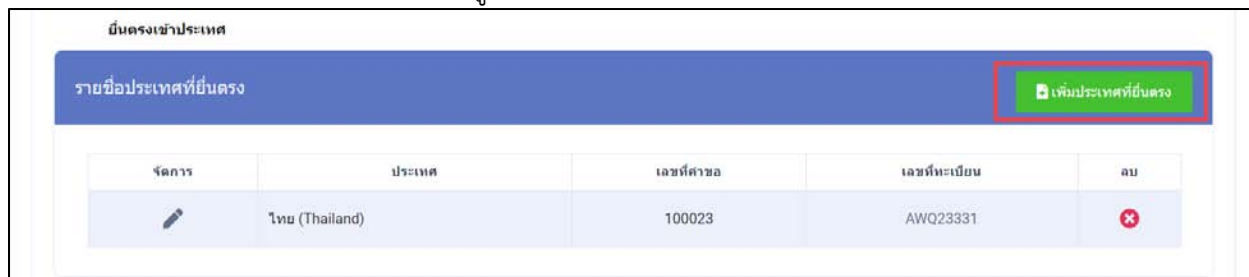 ยื่นตรงเข้าประเทศ
รายชื่อประเทศที่ยื่นตรง เพิ่มประเทศที่ยื่นตรง
จัดการ ประเทศ เลขที่คำขอ เลขที่ทะเบียน ลบ
ไทย (Thailand) 100023 AWQ23331